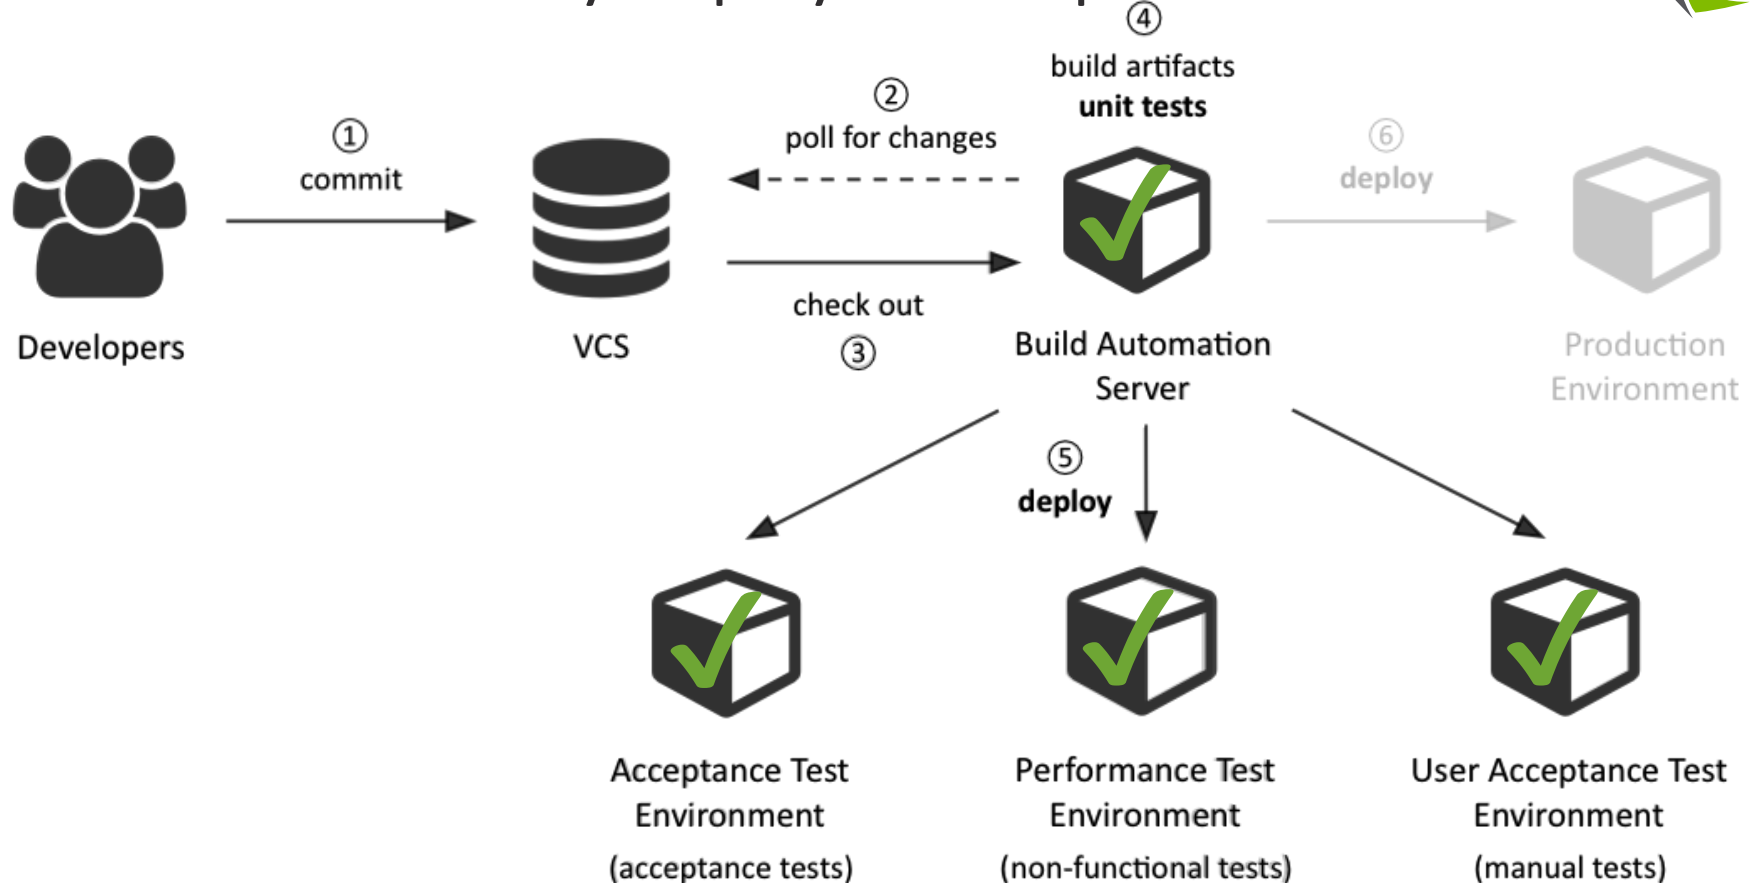 ④
build artifacts
unit tests
②
poll for changes
①
commit
⑥
deploy
check out
③
Developers
VCS
Build Automation
Server
Production
Environment
⑤
deploy
Acceptance Test
Environment
(acceptance tests)
Performance Test
Environment
(non-functional tests)
User Acceptance Test
Environment
(manual tests)